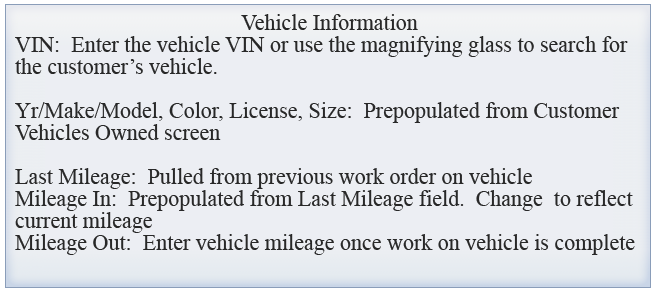 Vehicle Information
VIN:  Enter the vehicle VIN or use the magnifying glass to search for
the customer’s vehicle.
Yr/Make/Model, Color, License, Size:  Prepopulated from Customer
Vehicles Owned screen
Last Mileage:  Pulled from previous work order on vehicle
Mileage In:  Prepopulated from Last Mileage field.  Change  to reflect
current mileage
Mileage Out:  Enter vehicle mileage once work on vehicle is complete